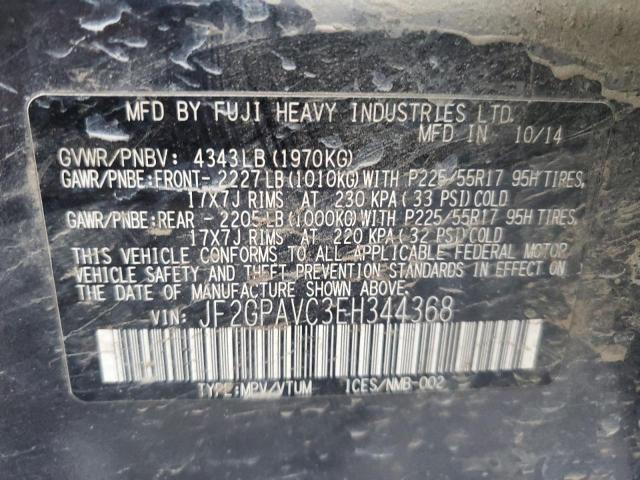 MFD BY FUJI HEAVY INDUSTRIES LTD.
MFD IN 10/14
GVWR/PNBV: 4343LB(1970KG)
GAWR/PNBE:FRONT-2227LB(1010KG)WITH P225/55R17 95H TIRES,
17X7J RIMS AT 230 KPA(33 PSI)COLD
GAWR/PNBE:REAR -2205LB(1000KG)WITH P225/55R17 95H TIRES,
17X7J RIMS AT 220 KPA(32 PSI)COLD
THIS VEHICLE CONFORMS TO ALL APPLICABLE FEDERAL MOTOR
VEHICLE SAFETY AND THEFT PREVENTION STANDARDS IN EFFECT ON
THE DATE OF MANUFACTURE SHOWN ABOVE.
VIN: JF2GPAVC3EH344368
TYPE:MPV/VTUM ICES/NMB-002